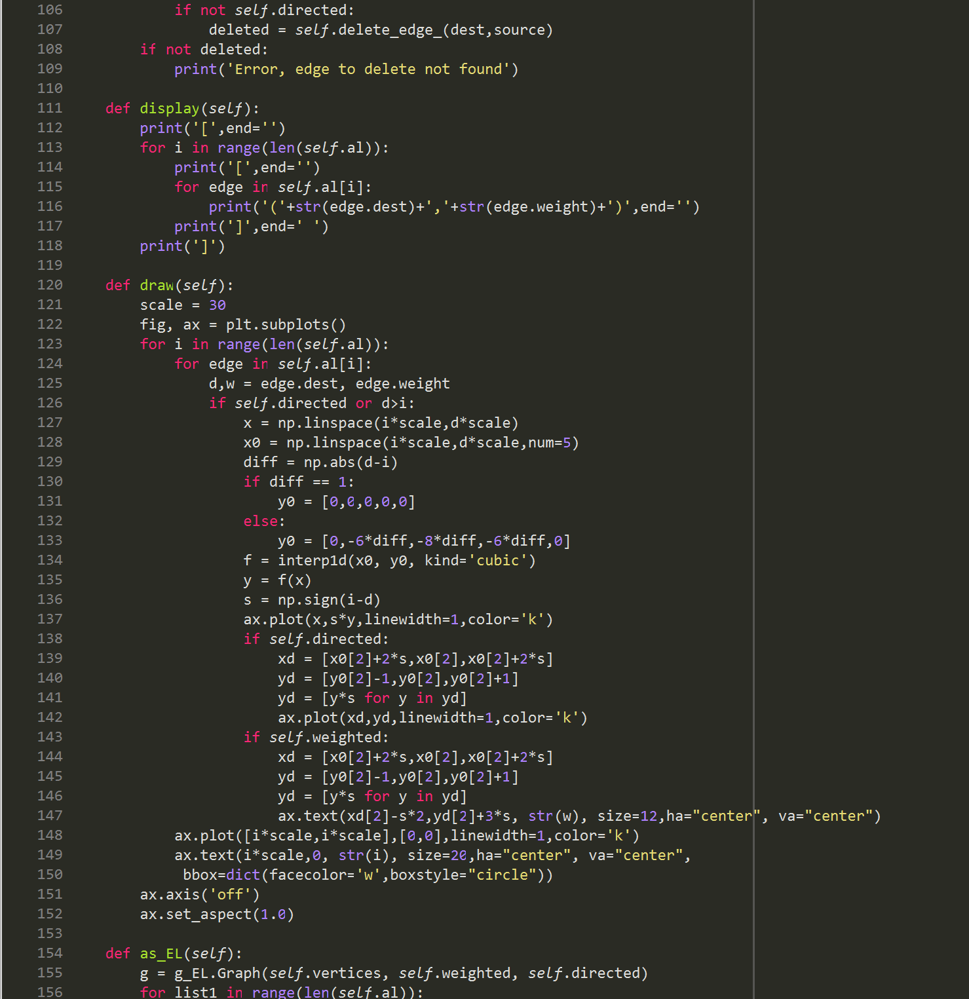 106             if not self.directed:
107                 deleted = self.delete_edge_(dest,source)
108         if not deleted:
109             print('Error, edge to delete not found')
110
111     def display(self):
112         print('[',end='')
113         for i in range(len(self.al)):
114             print('[',end='')
115             for edge in self.al[i]:
116                 print('('+str(edge.dest)+','+str(edge.weight)+')',end='')
117             print(']',end=' ')
118         print(']')
119
120     def draw(self):
121         scale = 30
122         fig, ax = plt.subplots()
123         for i in range(len(self.al)):
124             for edge in self.al[i]:
125                 d,w = edge.dest, edge.weight
126                 if self.directed or d>i:
127                     x = np.linspace(i*scale,d*scale)
128                     x0 = np.linspace(i*scale,d*scale,num=5)
129                     diff = np.abs(d-i)
130                     if diff == 1:
131                         y0 = [0,0,0,0,0]
132                     else:
133                         y0 = [0,-6*diff,-8*diff,-6*diff,0]
134                     f = interp1d(x0, y0, kind='cubic')
135                     y = f(x)
136                     s = np.sign(i-d)
137                     ax.plot(x,s*y,linewidth=1,color='k')
138                     if self.directed:
139                         xd = [x0[2]+2*s,x0[2],x0[2]+2*s]
140                         yd = [y0[2]-1,y0[2],y0[2]+1]
141                         yd = [y*s for y in yd]
142                         ax.plot(xd,yd,linewidth=1,color='k')
143                     if self.weighted:
144                         xd = [x0[2]+2*s,x0[2],x0[2]+2*s]
145                         yd = [y0[2]-1,y0[2],y0[2]+1]
146                         yd = [y*s for y in yd]
147                         ax.text(xd[2]-s*2,yd[2]+3*s, str(w), size=12,ha="center", va="center")
148             ax.plot([i*scale,i*scale],[0,0],linewidth=1,color='k')
149             ax.text(i*scale,0, str(i), size=20,ha="center", va="center",
150              bbox=dict(facecolor='w',boxstyle="circle"))
151         ax.axis('off')
152         ax.set_aspect(1.0)
153
154     def as_EL(self):
155         g = g_EL.Graph(self.vertices, self.weighted, self.directed)
156         for list1 in range(len(self.al)):